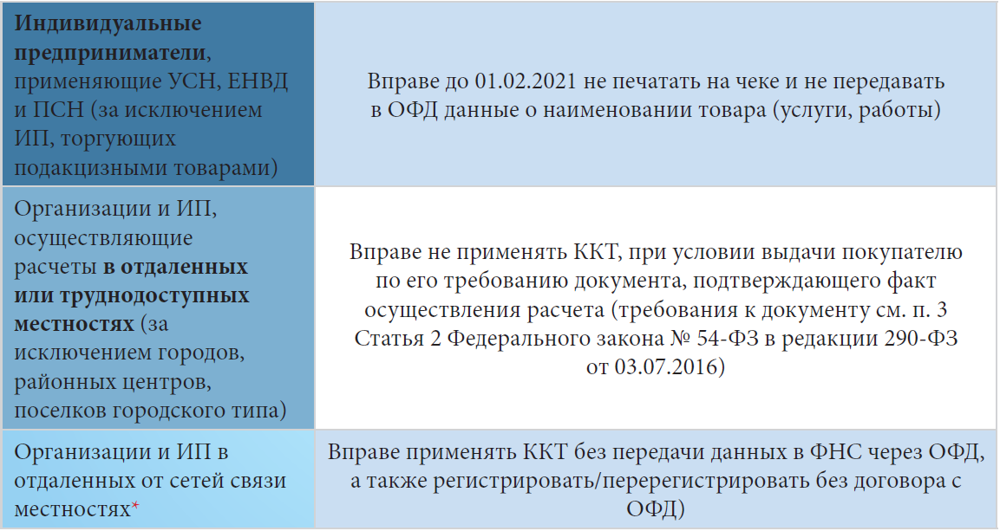 Индивидуальные
предприниматели,
применяющие УСН, ЕНВД
и ПСН (за исключением
ИП, торгующих
подакцизными товарами)
Вправе до 01.02.2021 не печатать на чеке и не передавать
в ОФД данные о наименовании товара (услуги, работы)
Организации и ИП,
осуществляющие
расчеты в отдаленных
или труднодоступных
местностях (за
исключением городов,
районных центров,
поселков городского типа)
Вправе не применять ККТ, при условии выдачи покупателю
по его требованию документа, подтверждающего факт
осуществления расчета (требования к документу см. п. 3
Статья 2 Федерального закона № 54-ФЗ в редакции 290-ФЗ
от 03.07.2016)
Организации и ИП в
отдаленных от сетей связи
местностях*
Вправе применять ККТ без передачи данных в ФНС через ОФД,
а также регистрировать/перерегистрировать без договора с
ОФД)